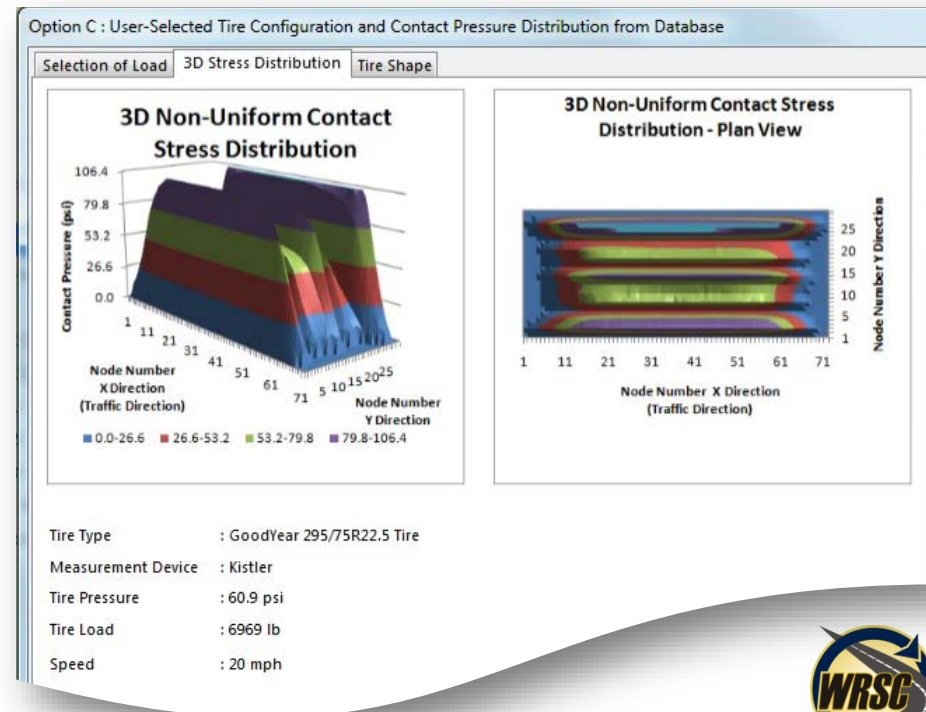 Option C : User-Selected Tire Configuration and Contact Pressure Distribution from Database
Selection of Load
3D Stress Distribution
Tire Shape
3D Non-Uniform Contact
Stress Distribution
106.4
79.8
53.2
26.6
0.0
Contact Pressure (psi)
1 11 21 31 41 51 61 71
5 10 15 20 25
Node Number
X Direction
(Traffic Direction)
Node Number
Y Direction
0.0-26.6 26.6-53.2 53.2-79.8 79.8-106.4
3D Non-Uniform Contact Stress
Distribution - Plan View
25
20
15
10
5
1
Node Number Y Direction
1 11 21 31 41 51 61 71
Node Number X Direction
(Traffic Direction)
Tire Type : GoodYear 295/75R22.5 Tire
Measurement Device : Kistler
Tire Pressure : 60.9 psi
Tire Load : 6969 lb
Speed : 20 mph
WRSC